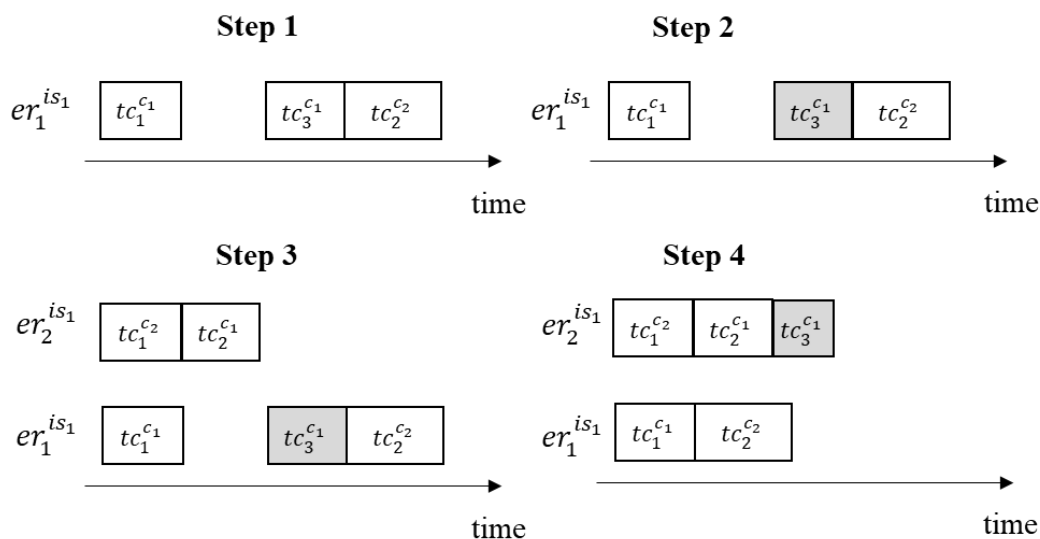 Step 1
er_1^{is_1} tc_1^{c_1} tc_3^{c_1} tc_2^{c_2}
time
Step 2
er_1^{is_1} tc_1^{c_1} tc_3^{c_1} tc_2^{c_2}
time
Step 3
er_2^{is_1} tc_1^{c_2} tc_2^{c_1}
er_1^{is_1} tc_1^{c_1} tc_3^{c_1} tc_2^{c_2}
time
Step 4
er_2^{is_1} tc_1^{c_2} tc_2^{c_1} tc_3^{c_1}
er_1^{is_1} tc_1^{c_1} tc_2^{c_2}
time